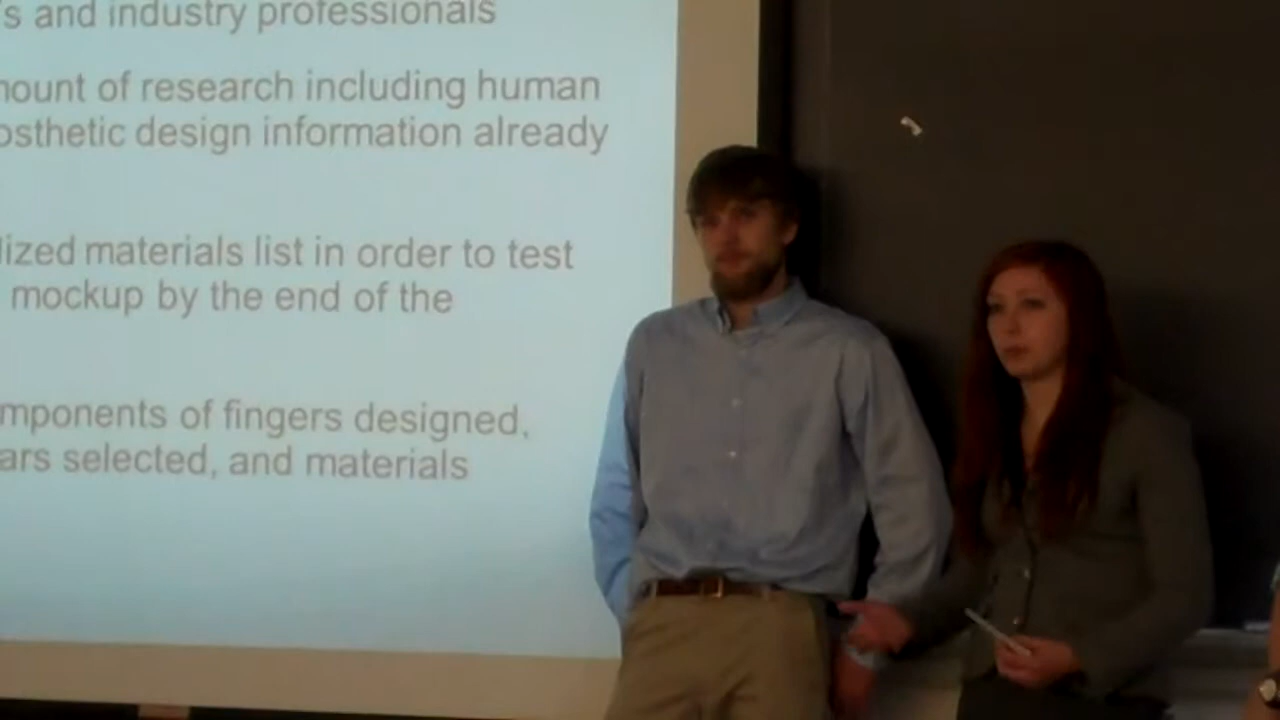 's and industry professionals
mount of research including human
osthetic design information already
lized materials list in order to test
mockup by the end of the
mponents of fingers designed,
ars selected, and materials